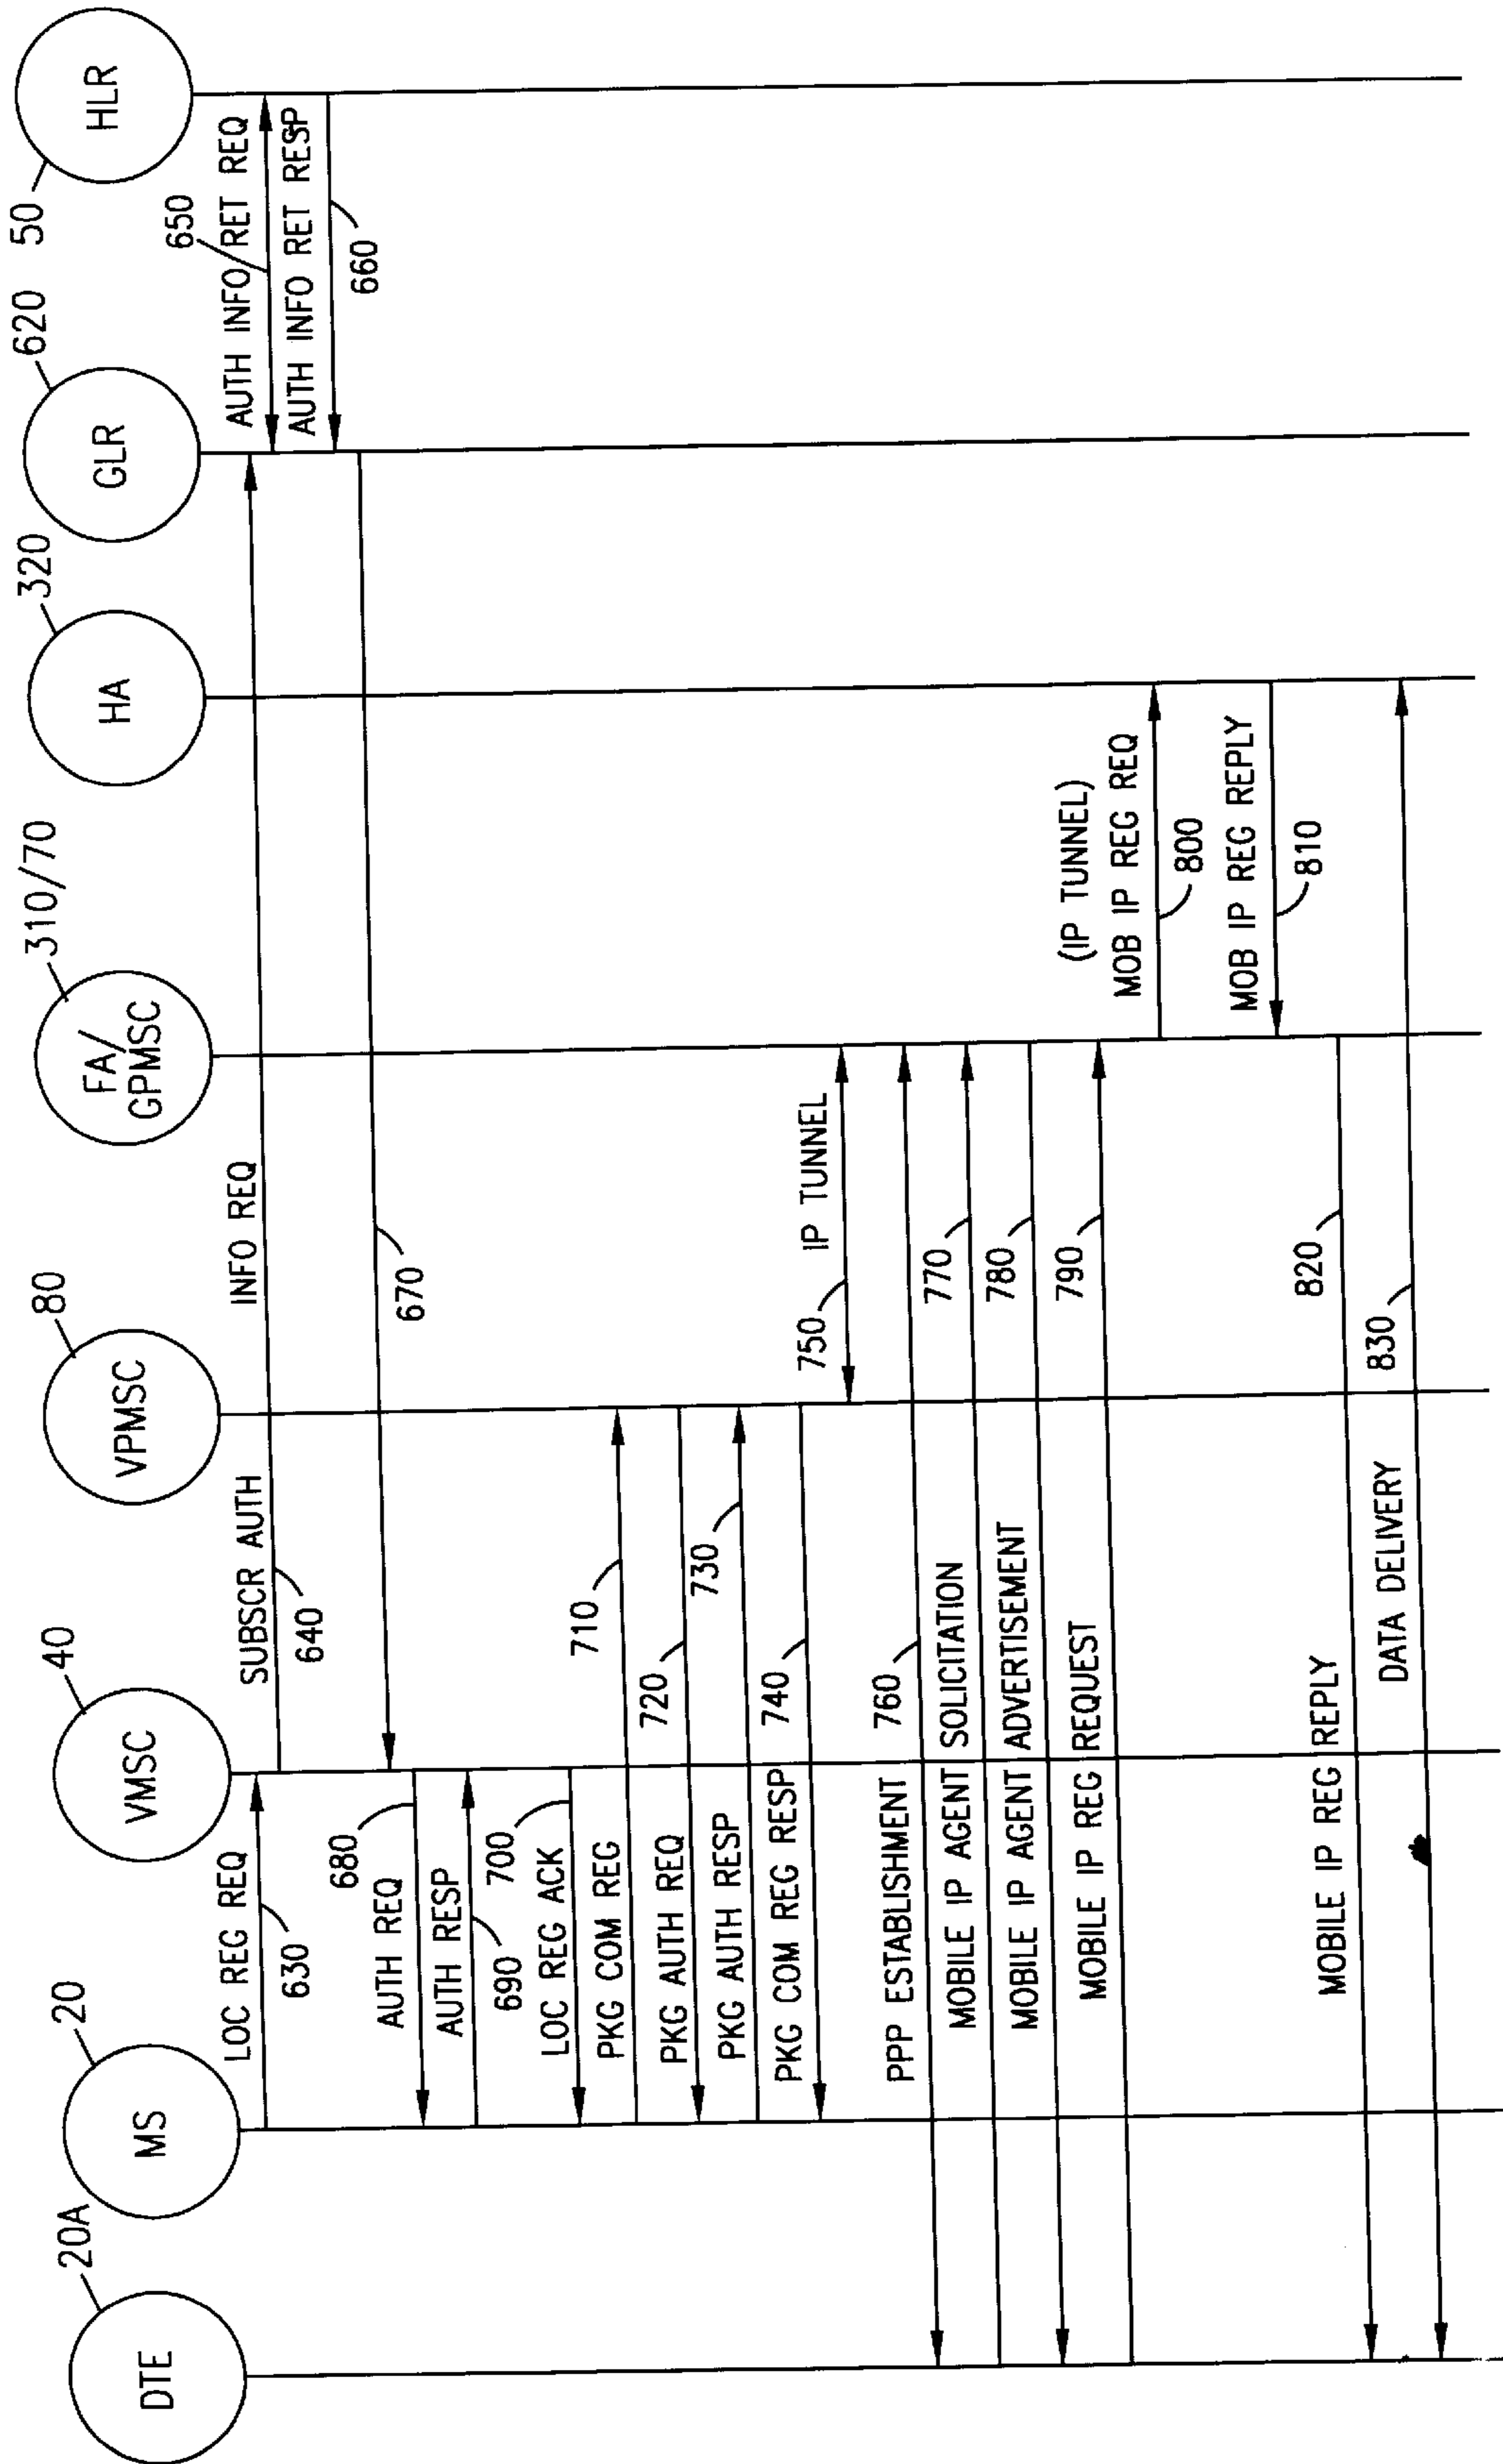 DTE
20A
MS
20
VMSC
40
VPMSC
80
FA/
GPMSC
310/70
HA
320
GLR
620
HLR
50
LOC REG REQ
630
SUBSCR AUTH
INFO REQ
640
AUTH INFO RET REQ
650
AUTH INFO RET RESP
660
670
680
AUTH REQ
AUTH RESP
690
700
LOC REG ACK
PKG COM REG
710
PKG AUTH REQ
720
PKG AUTH RESP
730
PKG COM REG RESP
740
750
IP TUNNEL
PPP ESTABLISHMENT
760
MOBILE IP AGENT SOLICITATION
770
MOBILE IP AGENT ADVERTISEMENT
780
MOBILE IP REG REQUEST
790
(IP TUNNEL)
MOB IP REG REQ
800
MOB IP REG REPLY
810
MOBILE IP REG REPLY
820
DATA DELIVERY
830